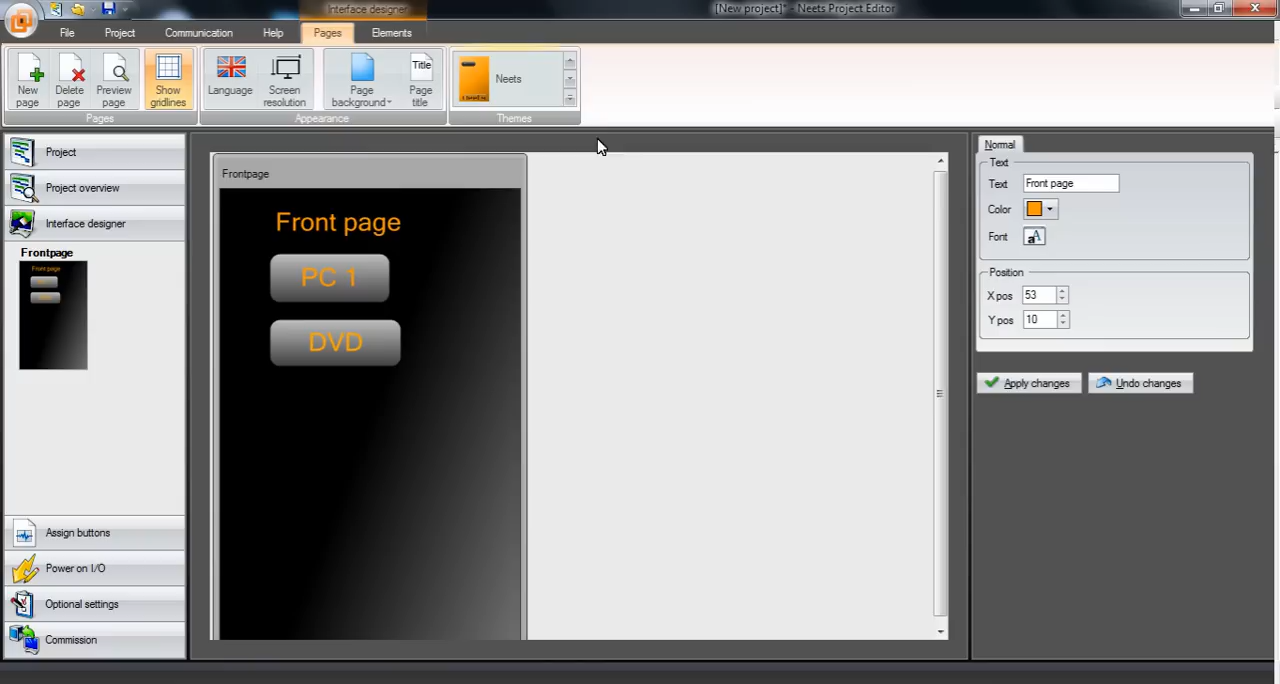 Interface designer
[New project]* - Neets Project Editor
File Project Communication Help Pages Elements
New page
Delete page
Preview page
Show gridlines
Pages
Language
Screen resolution
Page background
Title
Page title
Appearance
Neets
Themes
Project
Project overview
Interface designer
Frontpage
Front page
Assign buttons
Power on I/O
Optional settings
Commission
Frontpage
Front page
PC 1
DVD
Normal
Text
Text Front page
Color
Font aA
Position
X pos 53
Y pos 10
Apply changes Undo changes